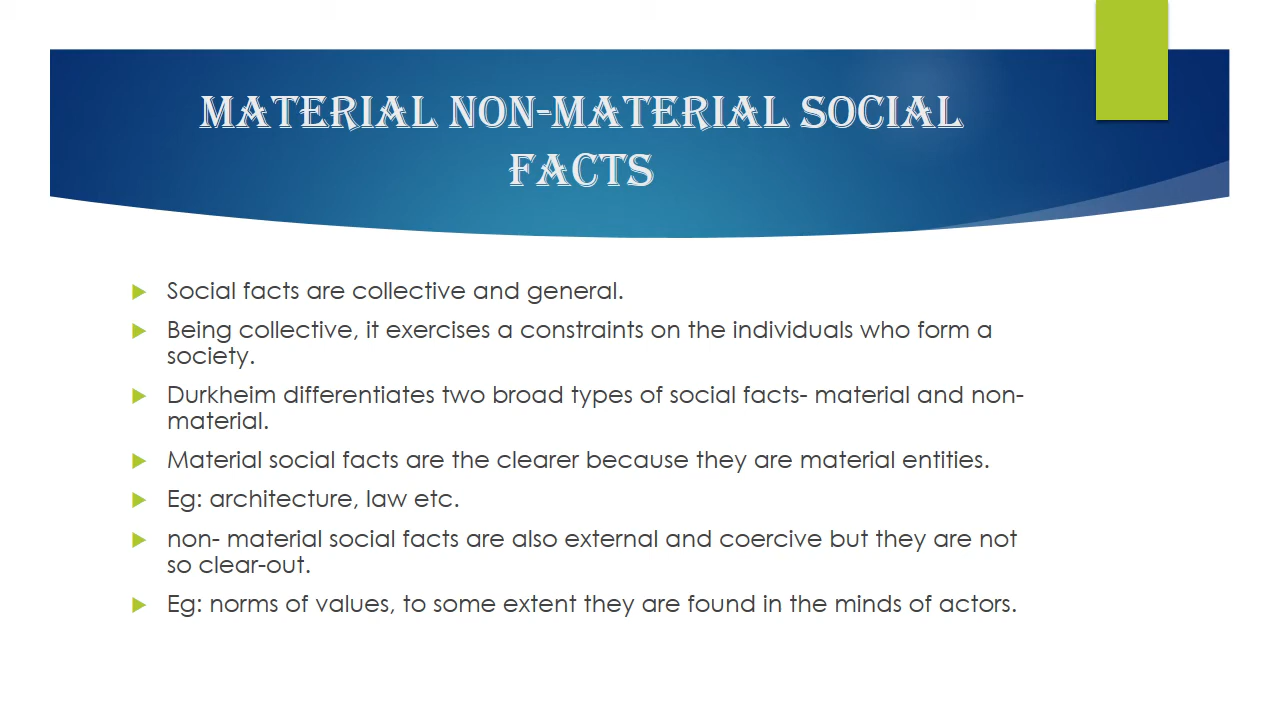 MATERIAL NON-MATERIAL SOCIAL
FACTS
Social facts are collective and general.
Being collective, it exercises a constraints on the individuals who form a
society.
Durkheim differentiates two broad types of social facts- material and non-
material.
Material social facts are the clearer because they are material entities.
Eg: architecture, law etc.
non- material social facts are also external and coercive but they are not
so clear-out.
Eg: norms of values, to some extent they are found in the minds of actors.